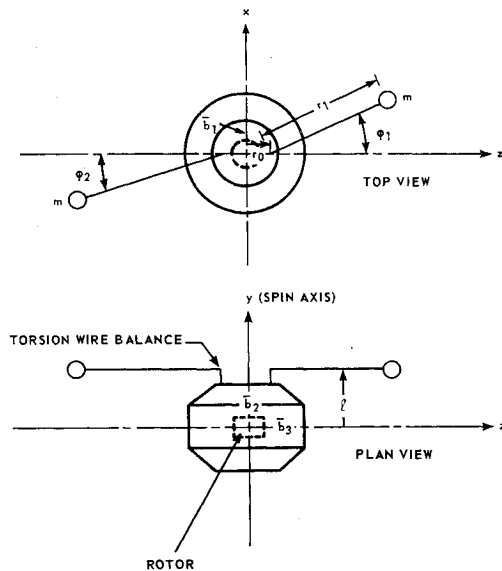 x
r₁
m
b̄₁
r₀
φ₁
z
φ₂
m
TOP VIEW
y (SPIN AXIS)
TORSION WIRE BALANCE
b̄₂
ℓ
b̄₃
z
PLAN VIEW
ROTOR